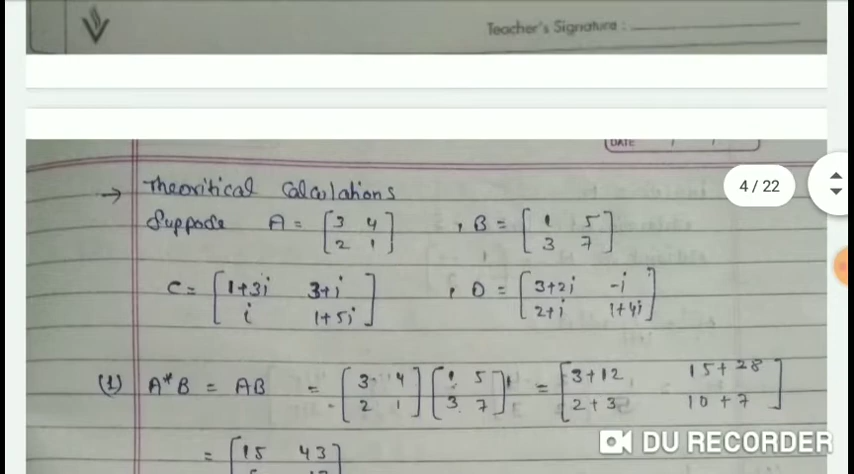 Teacher's Signature :
DATE
4 / 22
→ Theoritical Calculations
Suppose A = [3 4 2 1] , B = [1 5 3 7]
C = [1+3i 3+i i 1+5i] , D = [3+2i -i 2+i 1+4i]
(1) A*B = AB = [3 4 2 1] [1 5 3 7] = [3+12 15+28 2+3 10+7]
= [15 43
DU RECORDER